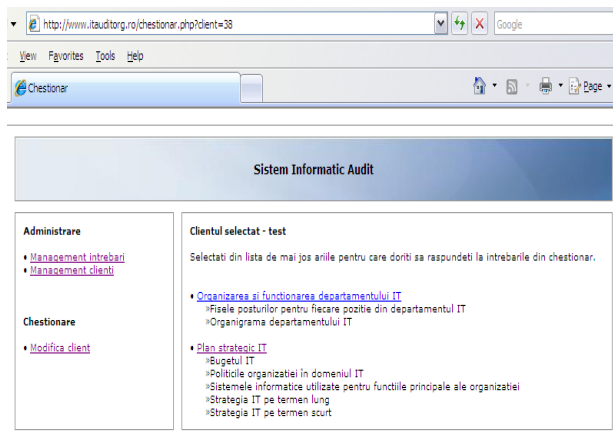 http://www.itauditorg.ro/chestionar.php?client=38
Google
View Favorites Tools Help
Chestionar
Page
Sistem Informatic Audit
Administrare
• Management intrebari
• Management clienti
Chestionare
• Modifica client
Clientul selectat - test
Selectati din lista de mai jos ariile pentru care doriti sa raspundeti la intrebarile din chestionar.
• Organizarea si functionarea departamentului IT
»Fisele posturilor pentru fiecare pozitie din departamentul IT
»Organigrama departamentului IT
• Plan strategic IT
»Bugetul IT
»Politicile organizatiei în domeniul IT
»Sistemele informatice utilizate pentru functiile principale ale organizatiei
»Strategia IT pe termen lung
»Strategia IT pe termen scurt